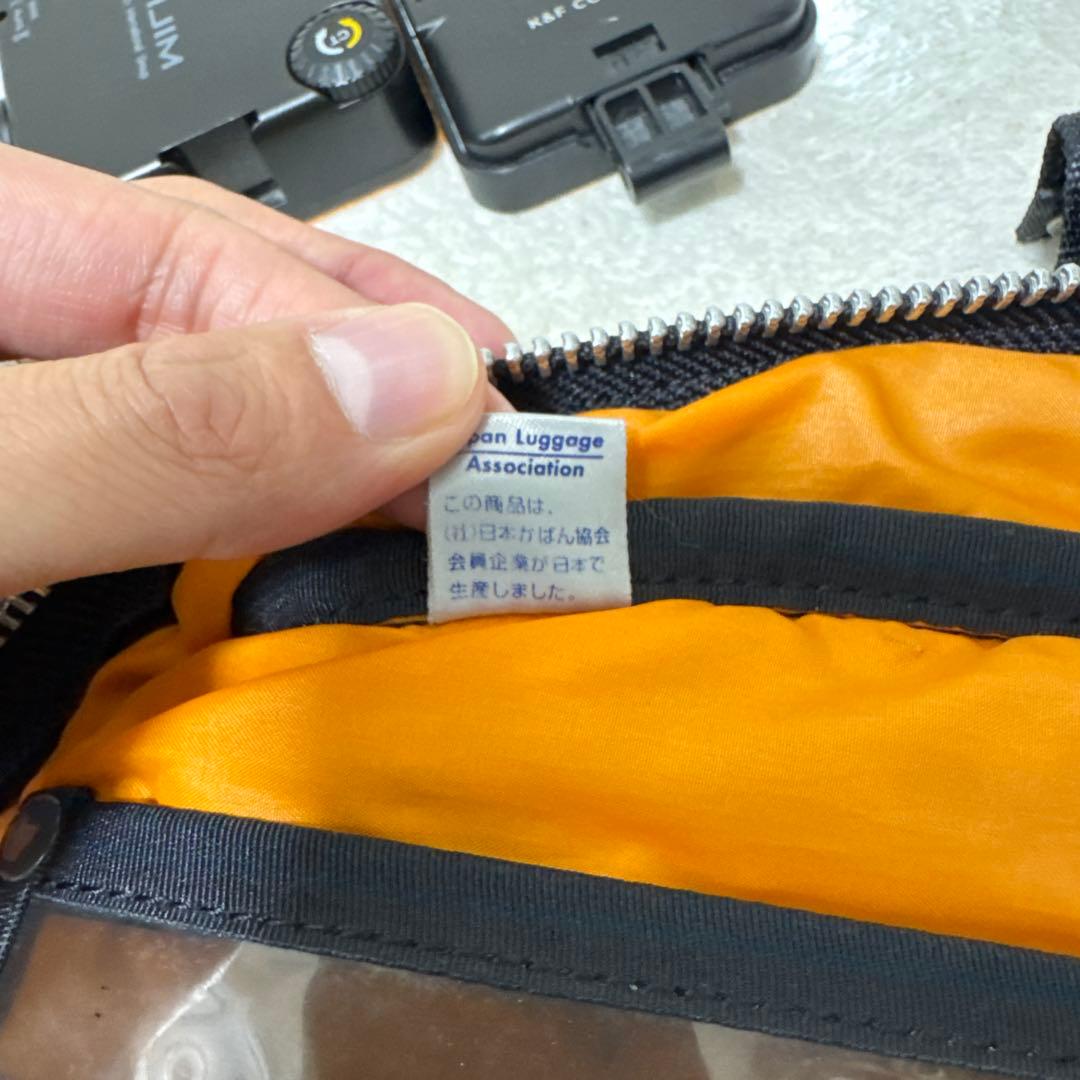 R&F CO
pan Luggage
Association
この商品は、
(社)日本かばん協会
会員企業が日本で
生産しました。